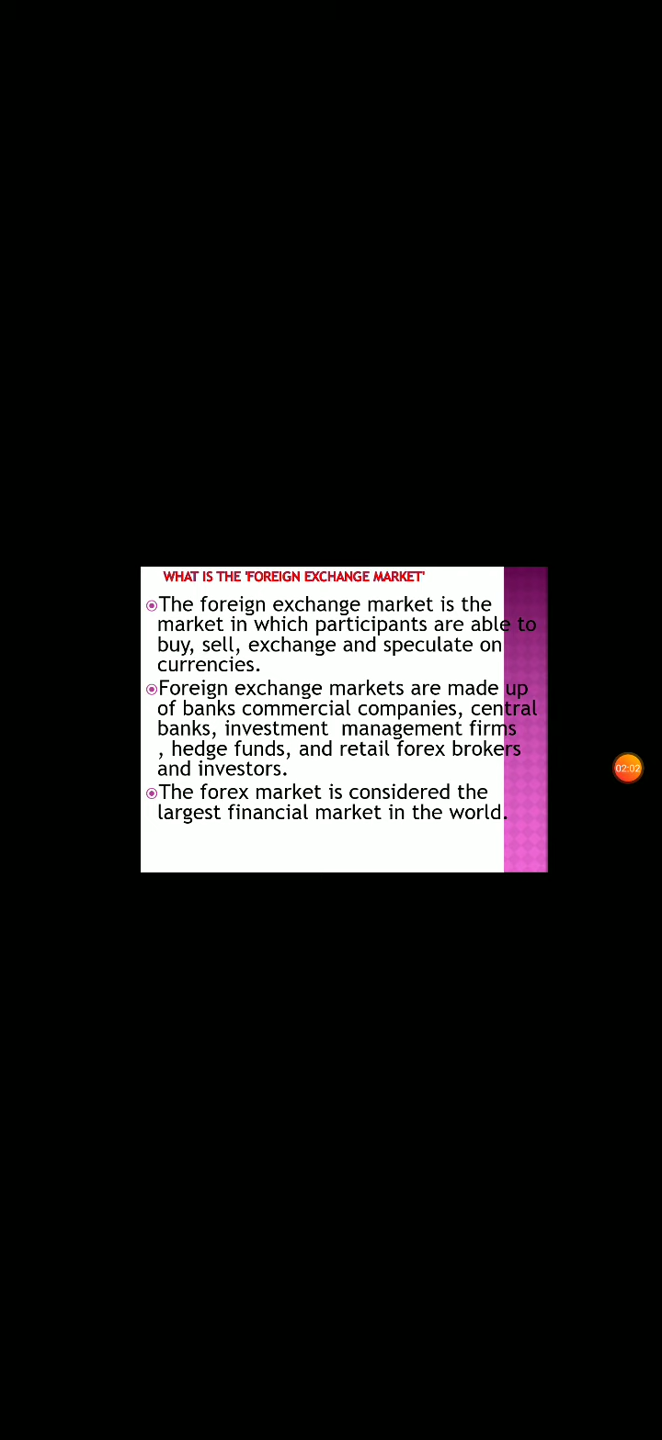 WHAT IS THE 'FOREIGN EXCHANGE MARKET'
The foreign exchange market is the
market in which participants are able to
buy, sell, exchange and speculate on
currencies.
Foreign exchange markets are made up
of banks commercial companies, central
banks, investment  management firms
, hedge funds, and retail forex brokers
and investors.
The forex market is considered the
largest financial market in the world.
02:02